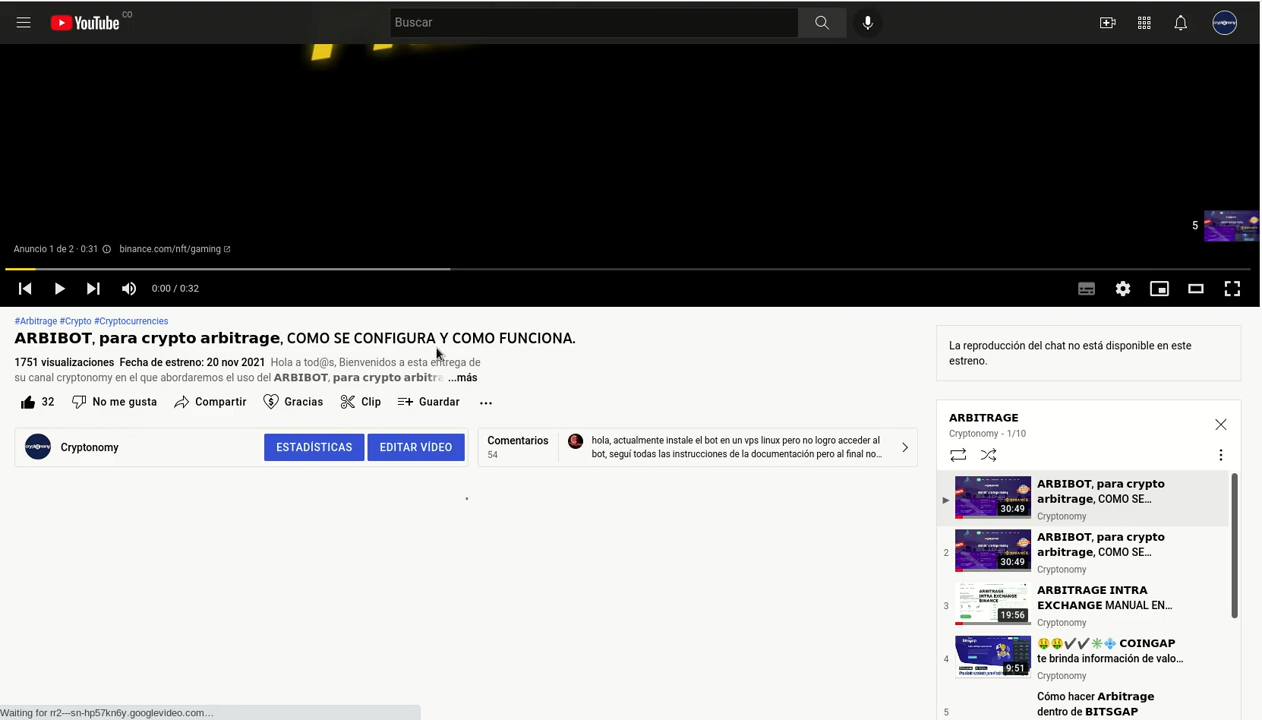 YouTube CO
Buscar
5
Anuncio 1 de 2 · 0:31 binance.com/nft/gaming
0:00 / 0:32
#Arbitrage #Crypto #Cryptocurrencies
𝗔𝗥𝗕𝗜𝗕𝗢𝗧, 𝗽𝗮𝗿𝗮 𝗰𝗿𝘆𝗽𝘁𝗼 𝗮𝗿𝗯𝗶𝘁𝗿𝗮𝗴𝗲, COMO SE CONFIGURA Y COMO FUNCIONA.
1751 visualizaciones Fecha de estreno: 20 nov 2021 Hola a tod@s, Bienvenidos a esta entrega de
su canal cryptonomy en el que abordaremos el uso del 𝗔𝗥𝗕𝗜𝗕𝗢𝗧, 𝗽𝗮𝗿𝗮 𝗰𝗿𝘆𝗽𝘁𝗼 𝗮𝗿𝗯𝗶𝘁𝗿𝗮 ...más
32 No me gusta Compartir Gracias Clip Guardar ...
Cryptonomy ESTADÍSTICAS EDITAR VÍDEO
Comentarios
54
hola, actualmente instale el bot en un vps linux pero no logro acceder al
bot, seguí todas las instrucciones de la documentación pero al final no...
La reproducción del chat no está disponible en este
estreno.
ARBITRAGE
Cryptonomy - 1/10
30:49
𝗔𝗥𝗕𝗜𝗕𝗢𝗧, 𝗽𝗮𝗿𝗮 𝗰𝗿𝘆𝗽𝘁𝗼
𝗮𝗿𝗯𝗶𝘁𝗿𝗮𝗴𝗲, COMO SE...
Cryptonomy
2
30:49
𝗔𝗥𝗕𝗜𝗕𝗢𝗧, 𝗽𝗮𝗿𝗮 𝗰𝗿𝘆𝗽𝘁𝗼
𝗮𝗿𝗯𝗶𝘁𝗿𝗮𝗴𝗲, COMO SE...
Cryptonomy
3
ARBITRAGE
INTRA EXCHANGE
BINANCE
19:56
𝗔𝗥𝗕𝗜𝗧𝗥𝗔𝗚𝗘 𝗜𝗡𝗧𝗥𝗔
𝗘𝗫𝗖𝗛𝗔𝗡𝗚𝗘 MANUAL EN...
Cryptonomy
4
9:51
🤑🤑✔️✔️✳️💠 𝗖𝗢𝗜𝗡𝗚𝗔𝗣
te brinda información de valo...
Cryptonomy
5
Cómo hacer 𝗔𝗿𝗯𝗶𝘁𝗿𝗮𝗴𝗲
dentro de 𝗕𝗜𝗧𝗦𝗚𝗔𝗣
Waiting for rr2---sn-hp57kn6y.googlevideo.com...